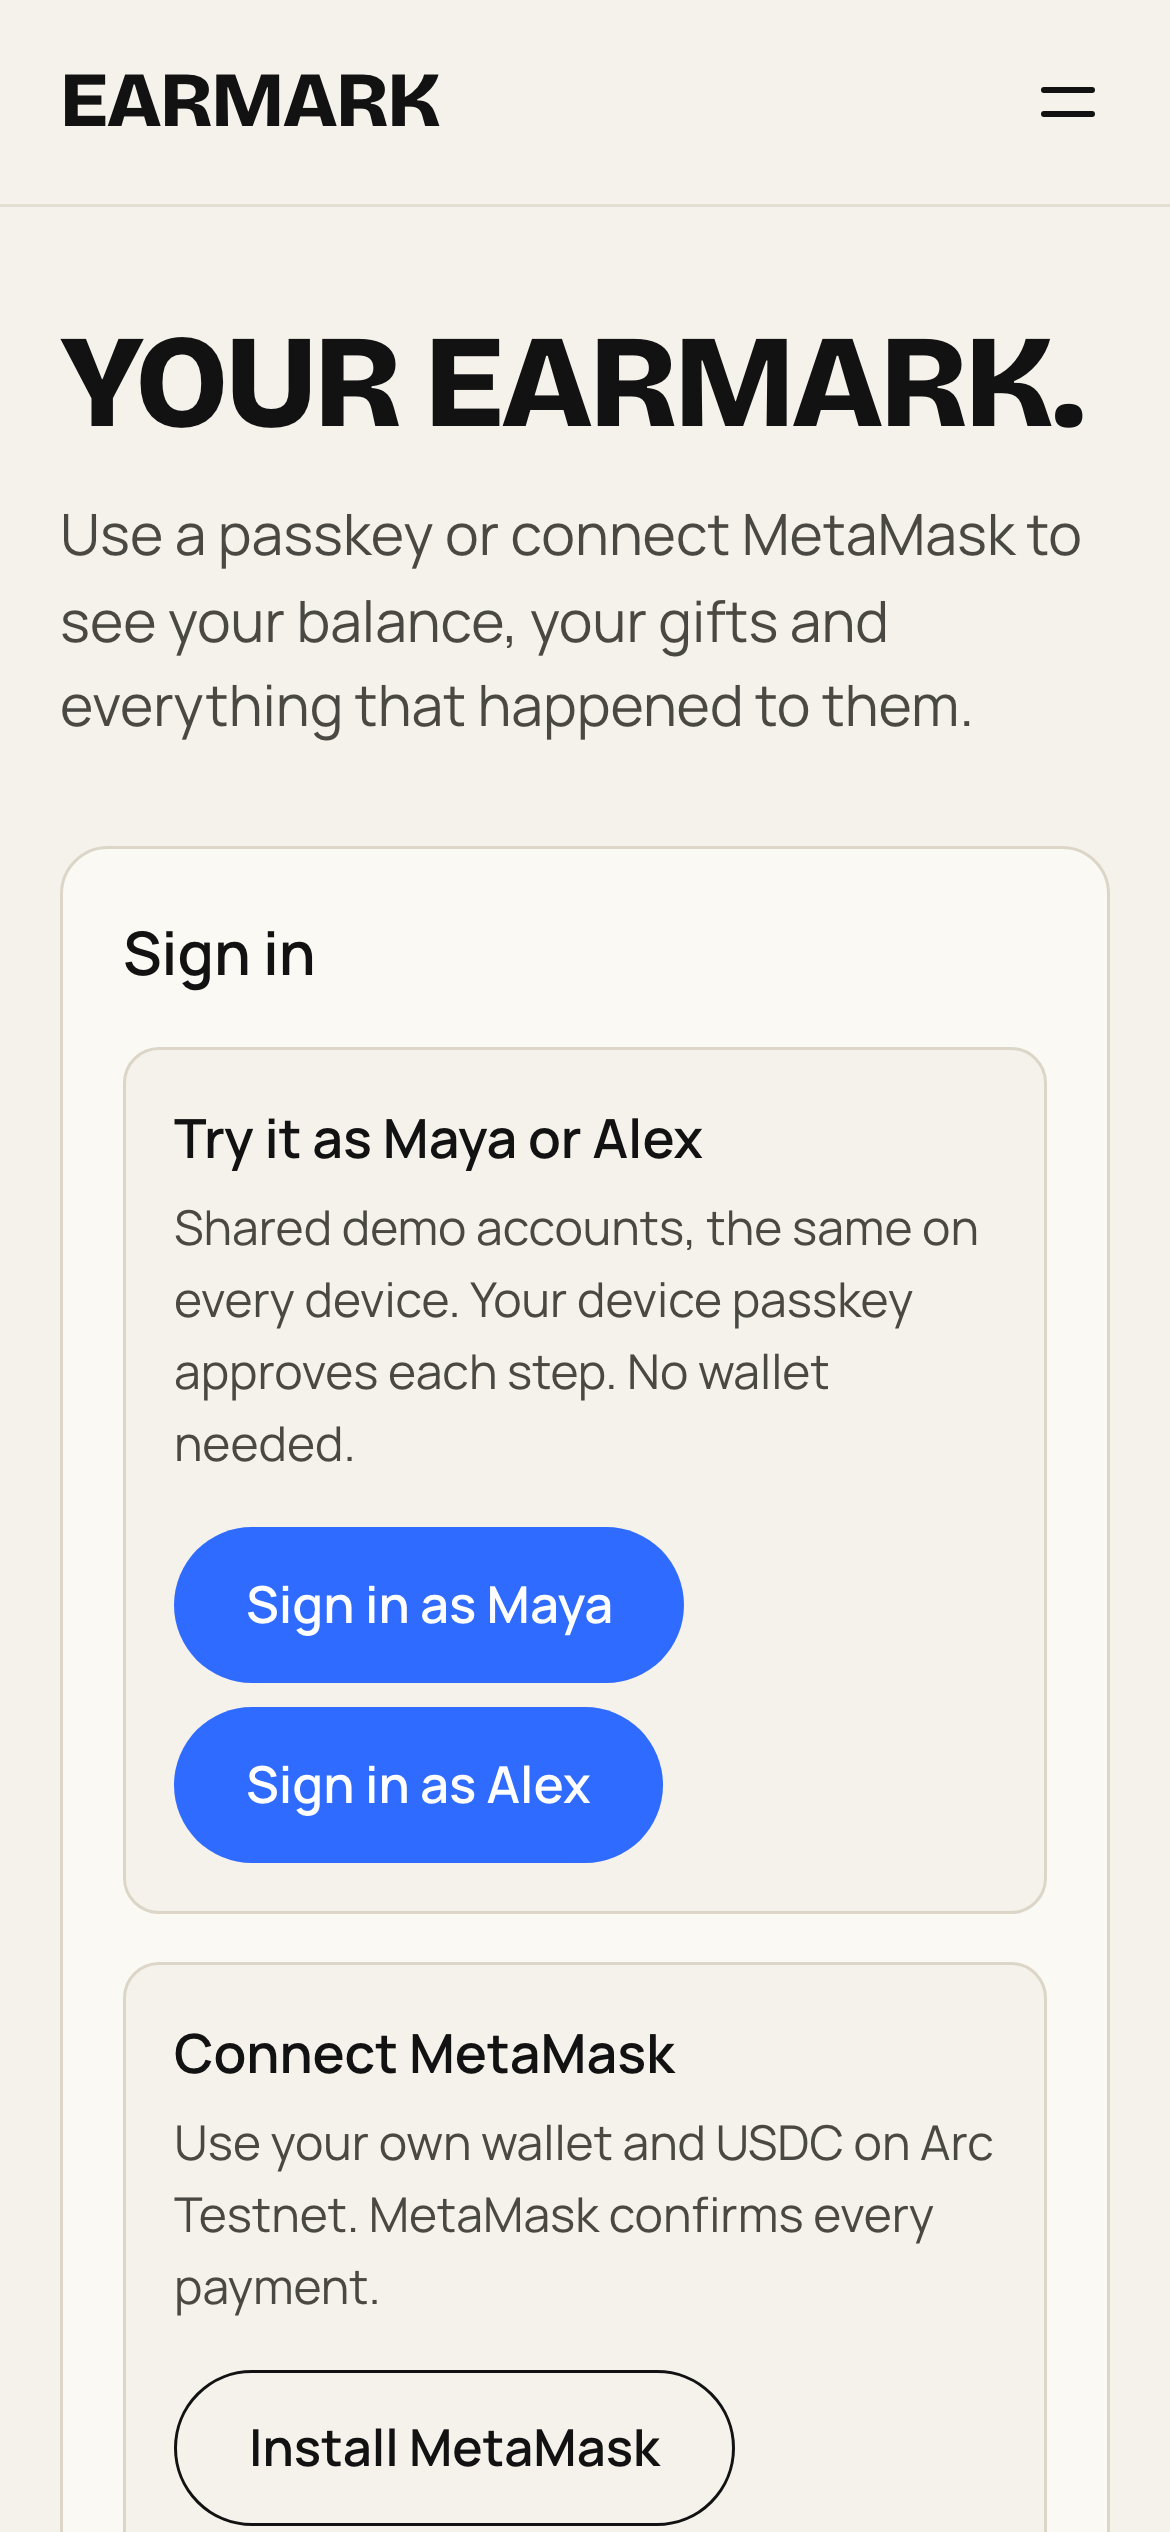 EARMARK
YOUR EARMARK.
Use a passkey or connect MetaMask to
see your balance, your gifts and
everything that happened to them.
Sign in
Try it as Maya or Alex
Shared demo accounts, the same on
every device. Your device passkey
approves each step. No wallet
needed.
Sign in as Maya
Sign in as Alex
Connect MetaMask
Use your own wallet and USDC on Arc
Testnet. MetaMask confirms every
payment.
Install MetaMask